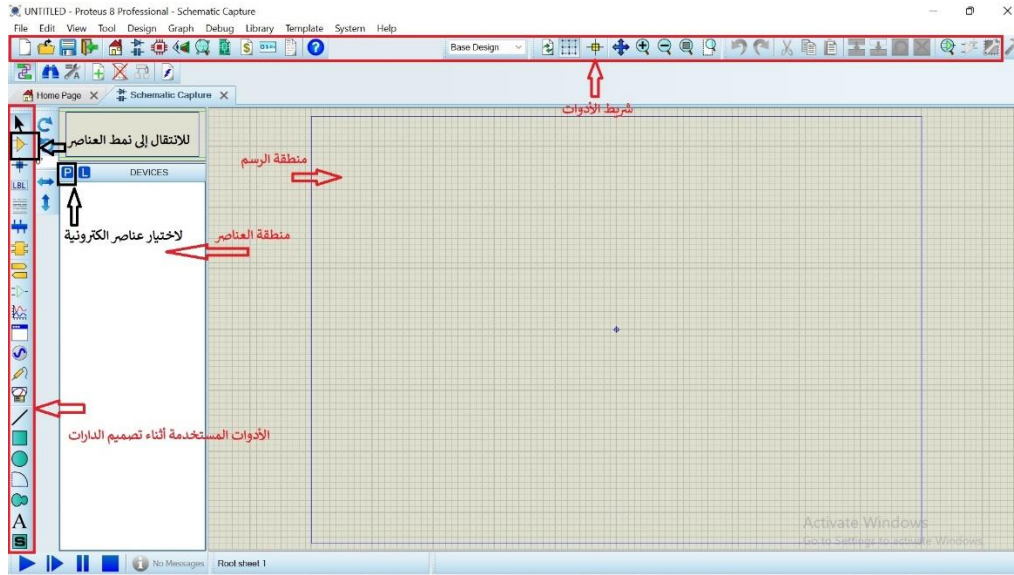 UNTITLED - Proteus 8 Professional - Schematic Capture
File Edit View Tool Design Graph Debug Library Template System Help
Base Design
شريط الأدوات
Home Page
Schematic Capture
للانتقال إلى نمط العناصر
منطقة الرسم
P L DEVICES
LBL
لاختيار عناصر الكترونية
منطقة العناصر
الأدوات المستخدمة أثناء تصميم الدارات
A
S
Activate Windows
Go to Settings to activate Windows.
No Messages
Root sheet 1